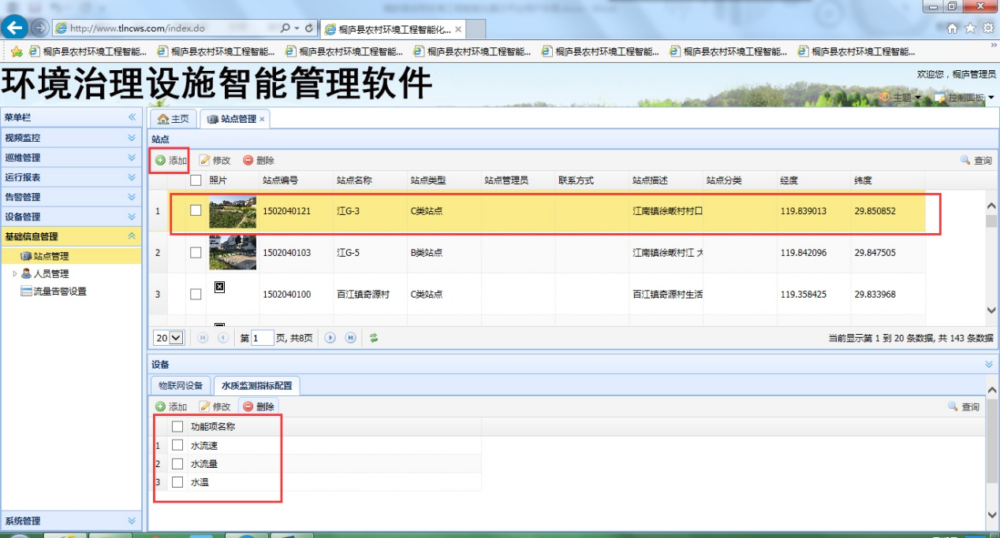 http://www.tlncws.com/index.do
桐庐县农村环境工程智能化...
桐庐县农村环境工程智能... 桐庐县农村环境工程智能... 桐庐县农村环境工程智能... 桐庐县农村环境工程智能... 桐庐县农村环境工程智能... 桐庐县农村环境工程智能... 桐庐县农村环境工程智能...
环境治理设施智能管理软件
欢迎您，桐庐管理员
主题 控制面板
菜单栏
视频监控
巡维管理
运行报表
告警管理
设备管理
基础信息管理
站点管理
人员管理
流量告警设置
系统管理
主页 站点管理
站点
添加 修改 删除 查询
照片 站点编号 站点名称 站点类型 站点管理员 联系方式 站点描述 站点分类 经度 纬度
1 1502040121 江G-3 C类站点 江南镇徐畈村村口 119.839013 29.850852
2 1502040103 江G-5 B类站点 江南镇徐畈村江 大 119.842096 29.847505
3 1502040100 百江镇奇源村 C类站点 百江镇奇源村生活 119.358425 29.833968
20 第 1 页, 共8页 当前显示第 1 到 20 条数据, 共 143 条数据
设备
物联网设备 水质监测指标配置
添加 修改 删除 查询
功能项名称
1 水流速
2 水流量
3 水温